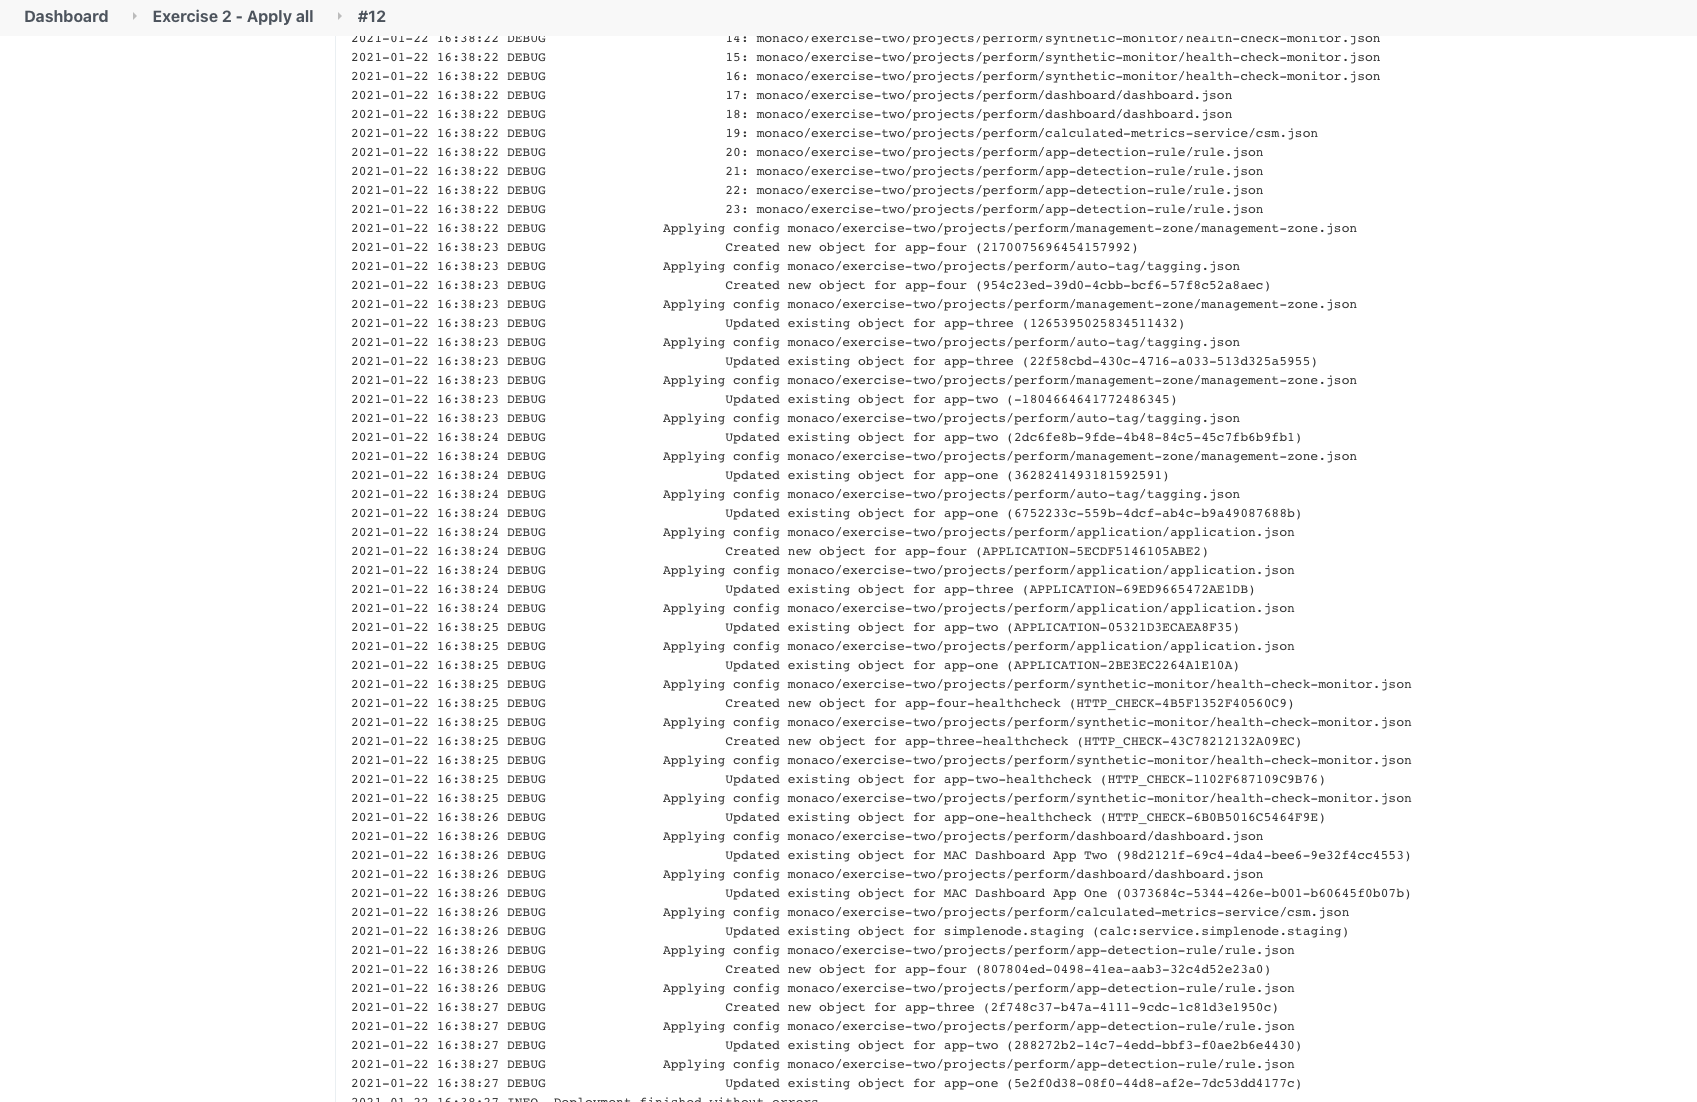 Dashboard Exercise 2 - Apply all #12
2021-01-22 16:38:22 DEBUG 14: monaco/exercise-two/projects/perform/synthetic-monitor/health-check-monitor.json
2021-01-22 16:38:22 DEBUG 15: monaco/exercise-two/projects/perform/synthetic-monitor/health-check-monitor.json
2021-01-22 16:38:22 DEBUG 16: monaco/exercise-two/projects/perform/synthetic-monitor/health-check-monitor.json
2021-01-22 16:38:22 DEBUG 17: monaco/exercise-two/projects/perform/dashboard/dashboard.json
2021-01-22 16:38:22 DEBUG 18: monaco/exercise-two/projects/perform/dashboard/dashboard.json
2021-01-22 16:38:22 DEBUG 19: monaco/exercise-two/projects/perform/calculated-metrics-service/csm.json
2021-01-22 16:38:22 DEBUG 20: monaco/exercise-two/projects/perform/app-detection-rule/rule.json
2021-01-22 16:38:22 DEBUG 21: monaco/exercise-two/projects/perform/app-detection-rule/rule.json
2021-01-22 16:38:22 DEBUG 22: monaco/exercise-two/projects/perform/app-detection-rule/rule.json
2021-01-22 16:38:22 DEBUG 23: monaco/exercise-two/projects/perform/app-detection-rule/rule.json
2021-01-22 16:38:22 DEBUG Applying config monaco/exercise-two/projects/perform/management-zone/management-zone.json
2021-01-22 16:38:23 DEBUG Created new object for app-four (2170075696454157992)
2021-01-22 16:38:23 DEBUG Applying config monaco/exercise-two/projects/perform/auto-tag/tagging.json
2021-01-22 16:38:23 DEBUG Created new object for app-four (954c23ed-39d0-4cbb-bcf6-57f8c52a8aec)
2021-01-22 16:38:23 DEBUG Applying config monaco/exercise-two/projects/perform/management-zone/management-zone.json
2021-01-22 16:38:23 DEBUG Updated existing object for app-three (1265395025834511432)
2021-01-22 16:38:23 DEBUG Applying config monaco/exercise-two/projects/perform/auto-tag/tagging.json
2021-01-22 16:38:23 DEBUG Updated existing object for app-three (22f58cbd-430c-4716-a033-513d325a5955)
2021-01-22 16:38:23 DEBUG Applying config monaco/exercise-two/projects/perform/management-zone/management-zone.json
2021-01-22 16:38:23 DEBUG Updated existing object for app-two (-1804664641772486345)
2021-01-22 16:38:23 DEBUG Applying config monaco/exercise-two/projects/perform/auto-tag/tagging.json
2021-01-22 16:38:24 DEBUG Updated existing object for app-two (2dc6fe8b-9fde-4b48-84c5-45c7fb6b9fb1)
2021-01-22 16:38:24 DEBUG Applying config monaco/exercise-two/projects/perform/management-zone/management-zone.json
2021-01-22 16:38:24 DEBUG Updated existing object for app-one (3628241493181592591)
2021-01-22 16:38:24 DEBUG Applying config monaco/exercise-two/projects/perform/auto-tag/tagging.json
2021-01-22 16:38:24 DEBUG Updated existing object for app-one (6752233c-559b-4dcf-ab4c-b9a49087688b)
2021-01-22 16:38:24 DEBUG Applying config monaco/exercise-two/projects/perform/application/application.json
2021-01-22 16:38:24 DEBUG Created new object for app-four (APPLICATION-5ECDF5146105ABE2)
2021-01-22 16:38:24 DEBUG Applying config monaco/exercise-two/projects/perform/application/application.json
2021-01-22 16:38:24 DEBUG Updated existing object for app-three (APPLICATION-69ED9665472AE1DB)
2021-01-22 16:38:24 DEBUG Applying config monaco/exercise-two/projects/perform/application/application.json
2021-01-22 16:38:25 DEBUG Updated existing object for app-two (APPLICATION-05321D3ECAEA8F35)
2021-01-22 16:38:25 DEBUG Applying config monaco/exercise-two/projects/perform/application/application.json
2021-01-22 16:38:25 DEBUG Updated existing object for app-one (APPLICATION-2BE3EC2264A1E10A)
2021-01-22 16:38:25 DEBUG Applying config monaco/exercise-two/projects/perform/synthetic-monitor/health-check-monitor.json
2021-01-22 16:38:25 DEBUG Created new object for app-four-healthcheck (HTTP_CHECK-4B5F1352F40560C9)
2021-01-22 16:38:25 DEBUG Applying config monaco/exercise-two/projects/perform/synthetic-monitor/health-check-monitor.json
2021-01-22 16:38:25 DEBUG Created new object for app-three-healthcheck (HTTP_CHECK-43C78212132A09EC)
2021-01-22 16:38:25 DEBUG Applying config monaco/exercise-two/projects/perform/synthetic-monitor/health-check-monitor.json
2021-01-22 16:38:25 DEBUG Updated existing object for app-two-healthcheck (HTTP_CHECK-1102F687109C9B76)
2021-01-22 16:38:25 DEBUG Applying config monaco/exercise-two/projects/perform/synthetic-monitor/health-check-monitor.json
2021-01-22 16:38:26 DEBUG Updated existing object for app-one-healthcheck (HTTP_CHECK-6B0B5016C5464F9E)
2021-01-22 16:38:26 DEBUG Applying config monaco/exercise-two/projects/perform/dashboard/dashboard.json
2021-01-22 16:38:26 DEBUG Updated existing object for MAC Dashboard App Two (98d2121f-69c4-4da4-bee6-9e32f4cc4553)
2021-01-22 16:38:26 DEBUG Applying config monaco/exercise-two/projects/perform/dashboard/dashboard.json
2021-01-22 16:38:26 DEBUG Updated existing object for MAC Dashboard App One (0373684c-5344-426e-b001-b60645f0b07b)
2021-01-22 16:38:26 DEBUG Applying config monaco/exercise-two/projects/perform/calculated-metrics-service/csm.json
2021-01-22 16:38:26 DEBUG Updated existing object for simplenode.staging (calc:service.simplenode.staging)
2021-01-22 16:38:26 DEBUG Applying config monaco/exercise-two/projects/perform/app-detection-rule/rule.json
2021-01-22 16:38:26 DEBUG Created new object for app-four (807804ed-0498-41ea-aab3-32c4d52e23a0)
2021-01-22 16:38:26 DEBUG Applying config monaco/exercise-two/projects/perform/app-detection-rule/rule.json
2021-01-22 16:38:27 DEBUG Created new object for app-three (2f748c37-b47a-4111-9cdc-1c81d3e1950c)
2021-01-22 16:38:27 DEBUG Applying config monaco/exercise-two/projects/perform/app-detection-rule/rule.json
2021-01-22 16:38:27 DEBUG Updated existing object for app-two (288272b2-14c7-4edd-bbf3-f0ae2b6e4430)
2021-01-22 16:38:27 DEBUG Applying config monaco/exercise-two/projects/perform/app-detection-rule/rule.json
2021-01-22 16:38:27 DEBUG Updated existing object for app-one (5e2f0d38-08f0-44d8-af2e-7dc53dd4177c)
2021-01-22 16:38:27 INFO Deployment finished without errors